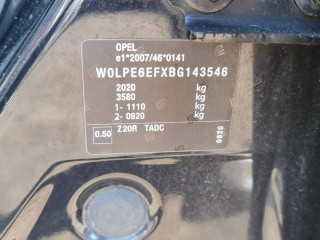 OPEL
e1*2007/46*0141
W0LPE6EFXBG143546
2020 kg
3580 kg
1- 1110 kg
2- 0920 kg
0.50 Z20R TADC
0820